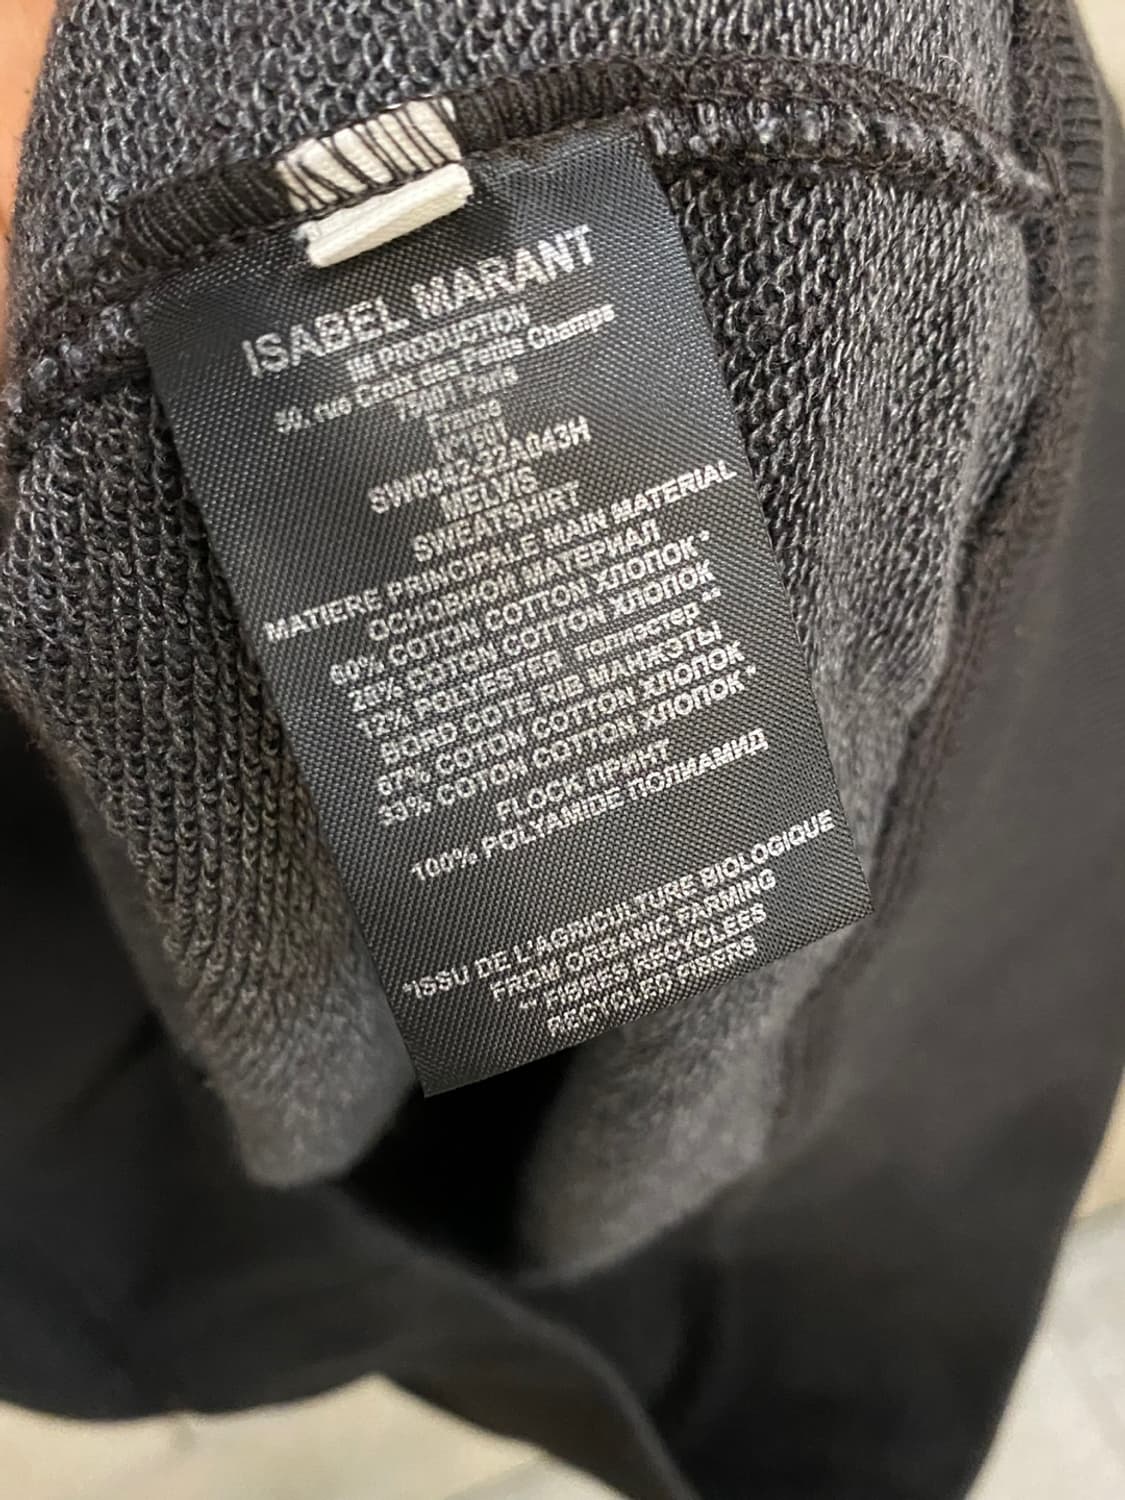 ISABEL MARANT
IM PRODUCTION
50, rue Croix des Petits Champs
75001 Paris
France
SWEATSHIRT
MELVIS
MATIERE PRINCIPALE MAIN MATERIAL
ОСНОВНОЙ МАТЕРИАЛ
60% COTON COTTON ХЛОПОК*
28% COTON COTTON ХЛОПОК
12% POLYESTER полиэстер**
BORD COTE RIB МАНЖЭТЫ
67% COTON COTTON ХЛОПОК
33% COTON COTTON ХЛОПОК*
FLOCK ПРИНТ
100% POLYAMIDE ПОЛИАМИД
*ISSU DE L'AGRICULTURE BIOLOGIQUE
FROM ORGANIC FARMING
** FIBRES RECYCLEES
RECYCLED FIBERS